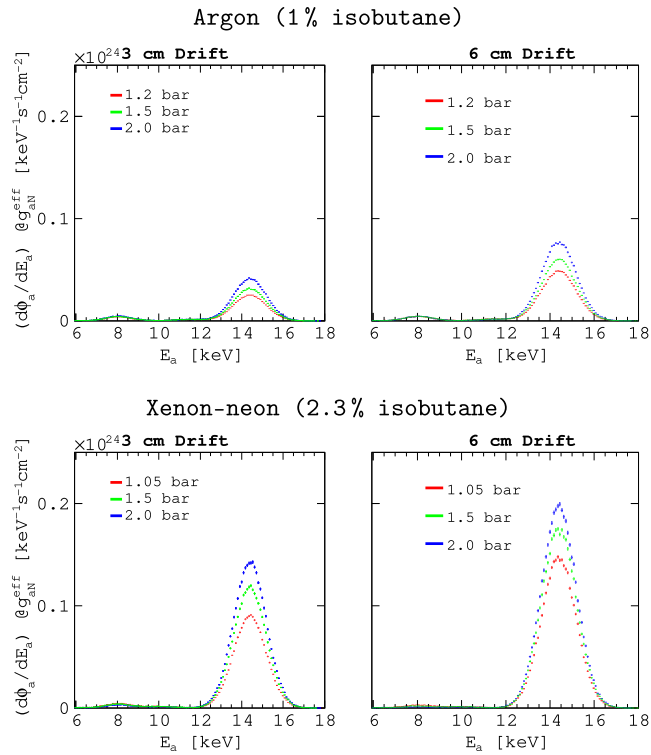 Argon (1 % isobutane)
×10²⁴ 3 cm Drift
6 cm Drift
(dϕₐ/dEₐ) @g_aN^eff [keV⁻¹s⁻¹cm⁻²]
0.2
0.1
0
1.2 bar
1.5 bar
2.0 bar
1.2 bar
1.5 bar
2.0 bar
6 8 10 12 14 16 18
6 8 10 12 14 16 18
Eₐ [keV]
Eₐ [keV]
Xenon-neon (2.3 % isobutane)
×10²⁴ 3 cm Drift
6 cm Drift
(dϕₐ/dEₐ) @g_aN^eff [keV⁻¹s⁻¹cm⁻²]
0.2
0.1
0
1.05 bar
1.5 bar
2.0 bar
1.05 bar
1.5 bar
2.0 bar
6 8 10 12 14 16 18
6 8 10 12 14 16 18
Eₐ [keV]
Eₐ [keV]